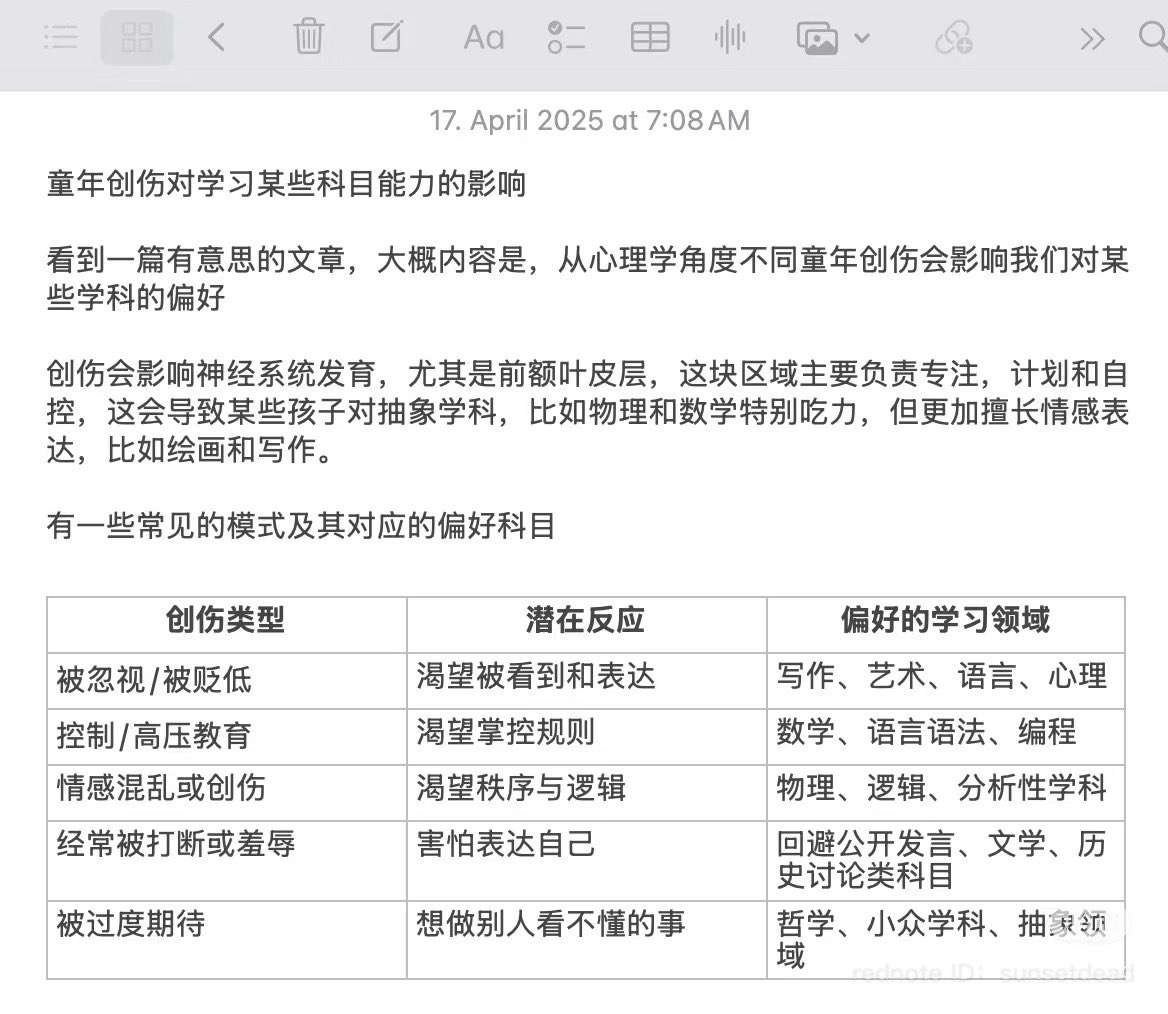 Aa
17. April 2025 at 7:08 AM
童年创伤对学习某些科目能力的影响
看到一篇有意思的文章，大概内容是，从心理学角度不同童年创伤会影响我们对某
些学科的偏好
创伤会影响神经系统发育，尤其是前额叶皮层，这块区域主要负责专注，计划和自
控，这会导致某些孩子对抽象学科，比如物理和数学特别吃力，但更加擅长情感表
达，比如绘画和写作。
有一些常见的模式及其对应的偏好科目
创伤类型 潜在反应 偏好的学习领域
被忽视/被贬低 渴望被看到和表达 写作、艺术、语言、心理
控制/高压教育 渴望掌控规则 数学、语言语法、编程
情感混乱或创伤 渴望秩序与逻辑 物理、逻辑、分析性学科
经常被打断或羞辱 害怕表达自己 回避公开发言、文学、历
史讨论类科目
被过度期待 想做别人看不懂的事 哲学、小众学科、抽象领
域
rednote ID: sunsetdead